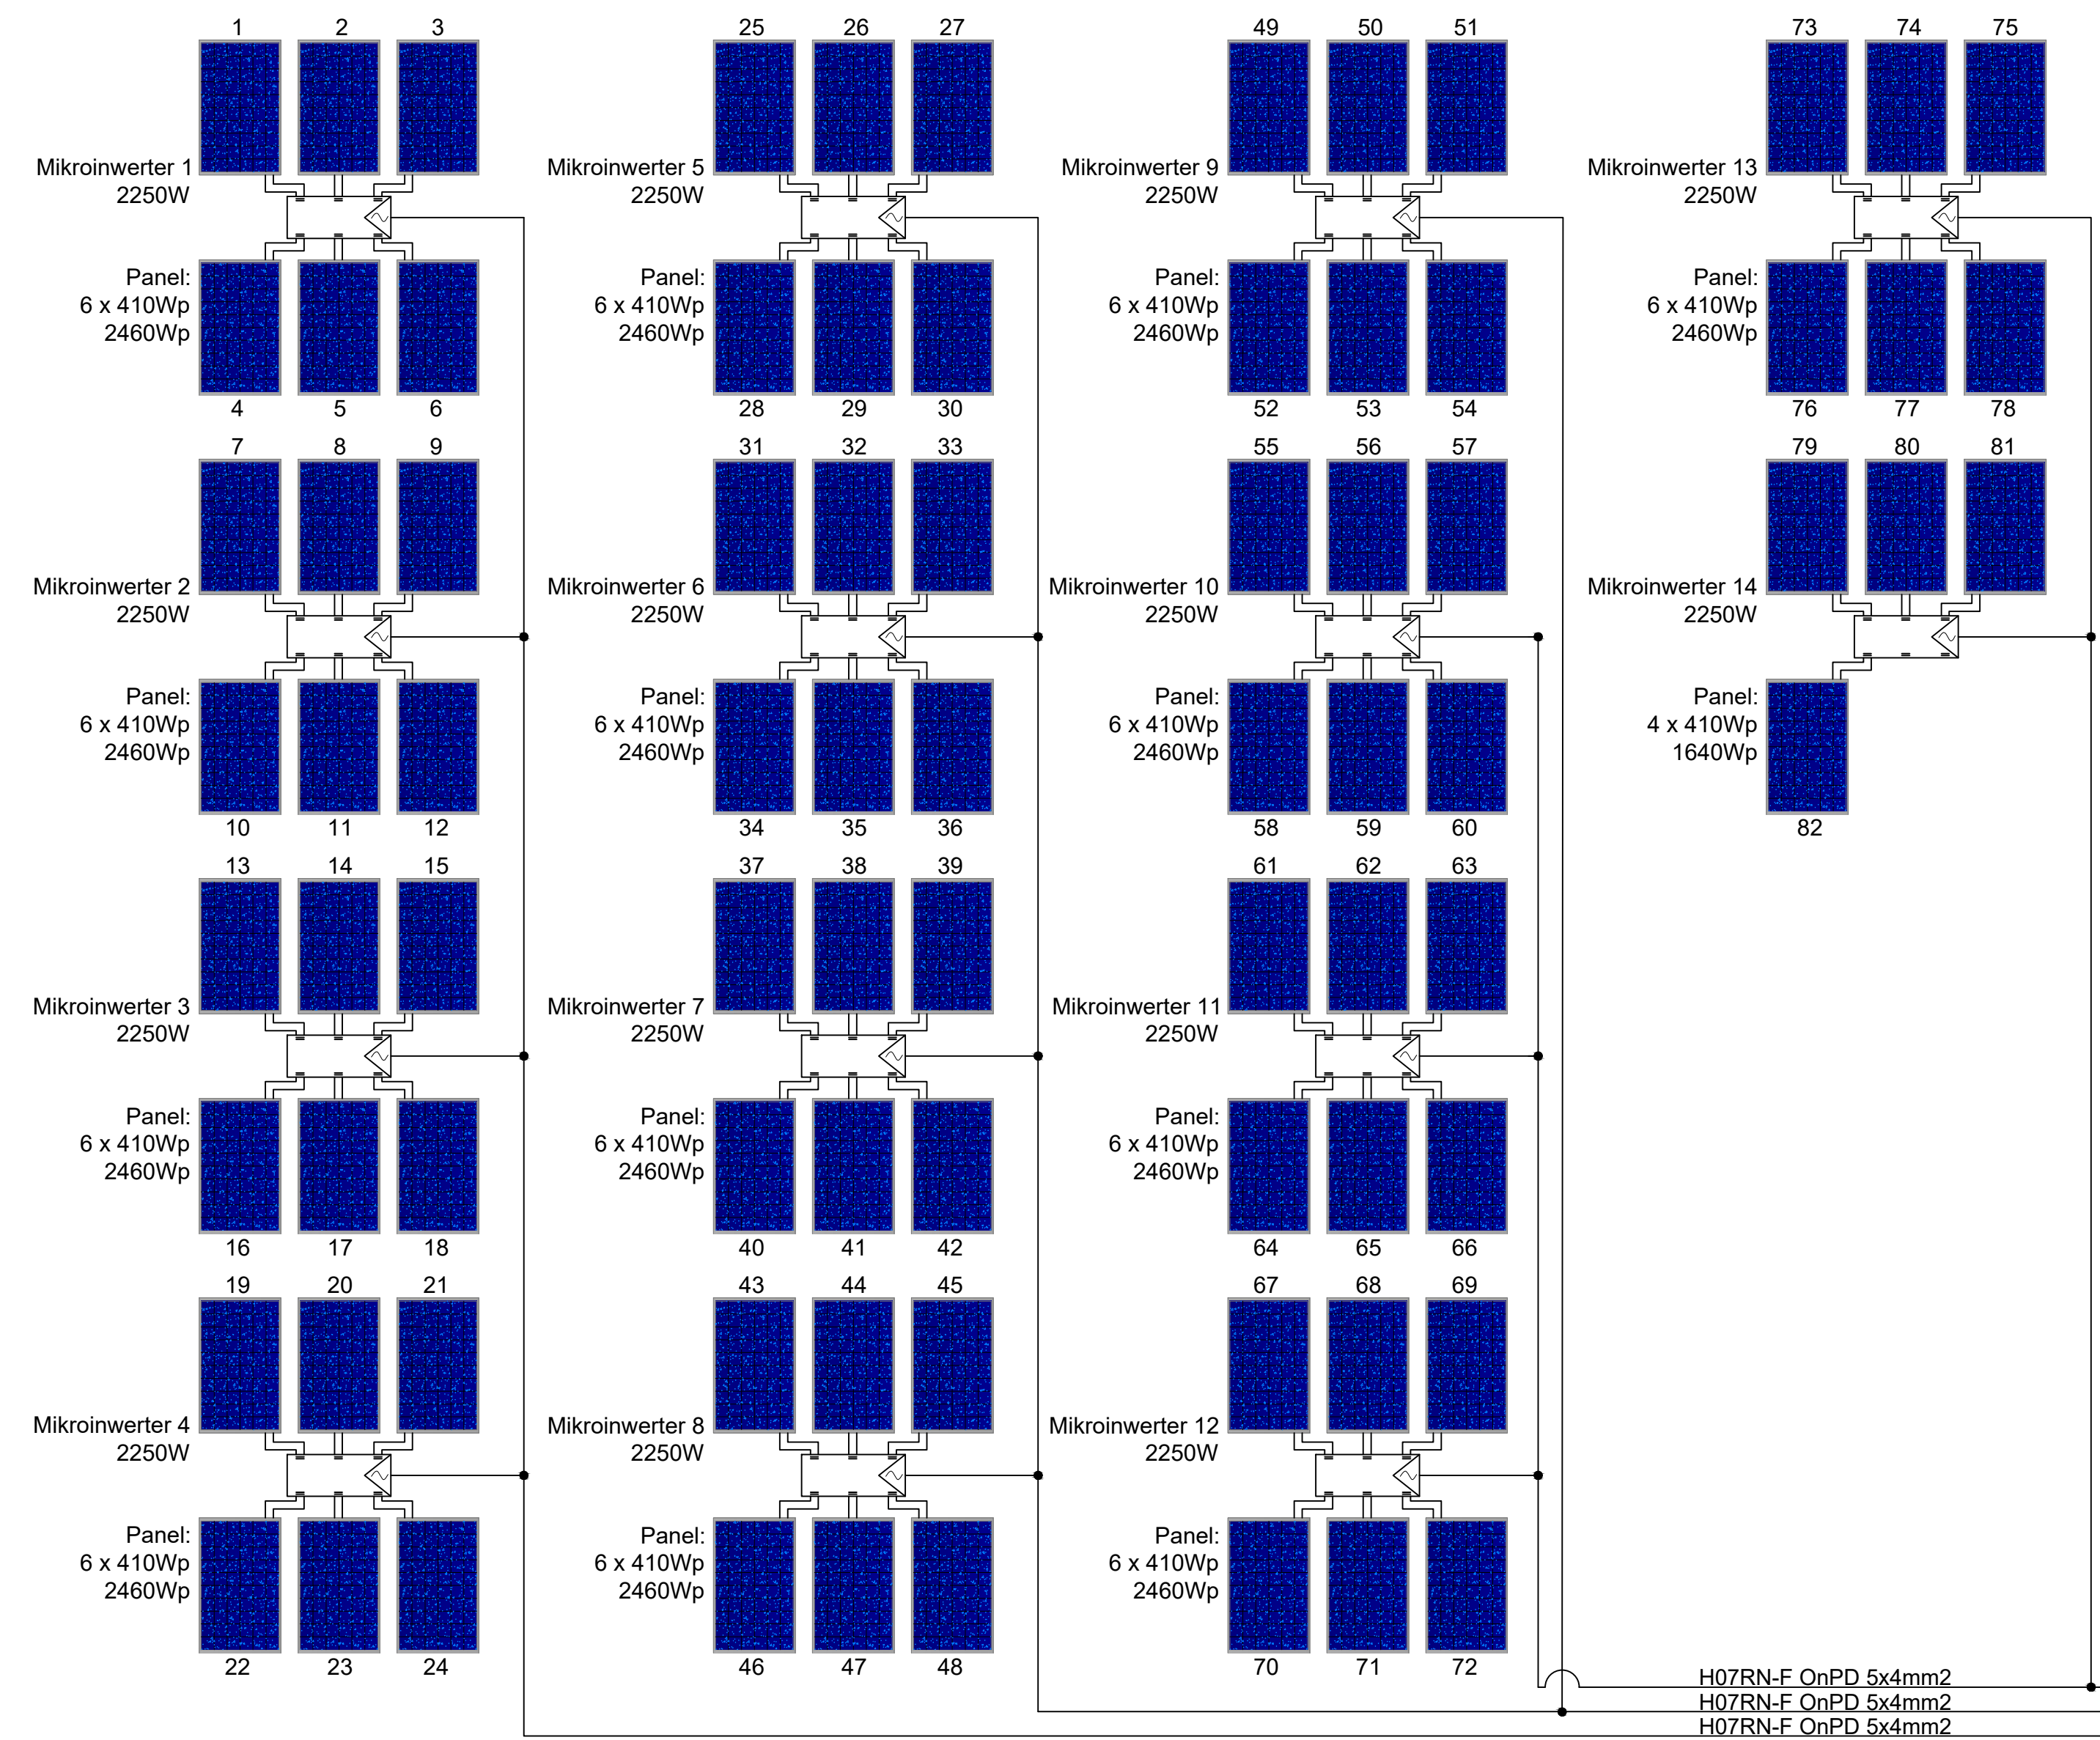 1 2 3
25 26 27
49 50 51
73 74 75
Mikroinwerter 1
2250W
Mikroinwerter 5
2250W
Mikroinwerter 9
2250W
Mikroinwerter 13
2250W
Panel:
6 x 410Wp
2460Wp
Panel:
6 x 410Wp
2460Wp
Panel:
6 x 410Wp
2460Wp
Panel:
6 x 410Wp
2460Wp
4 5 6
28 29 30
52 53 54
76 77 78
7 8 9
31 32 33
55 56 57
79 80 81
Mikroinwerter 2
2250W
Mikroinwerter 6
2250W
Mikroinwerter 10
2250W
Mikroinwerter 14
2250W
Panel:
6 x 410Wp
2460Wp
Panel:
6 x 410Wp
2460Wp
Panel:
6 x 410Wp
2460Wp
Panel:
4 x 410Wp
1640Wp
10 11 12
34 35 36
58 59 60
82
13 14 15
37 38 39
61 62 63
Mikroinwerter 3
2250W
Mikroinwerter 7
2250W
Mikroinwerter 11
2250W
Panel:
6 x 410Wp
2460Wp
Panel:
6 x 410Wp
2460Wp
Panel:
6 x 410Wp
2460Wp
16 17 18
40 41 42
64 65 66
19 20 21
43 44 45
67 68 69
Mikroinwerter 4
2250W
Mikroinwerter 8
2250W
Mikroinwerter 12
2250W
Panel:
6 x 410Wp
2460Wp
Panel:
6 x 410Wp
2460Wp
Panel:
6 x 410Wp
2460Wp
22 23 24
46 47 48
70 71 72
H07RN-F OnPD 5x4mm2
H07RN-F OnPD 5x4mm2
H07RN-F OnPD 5x4mm2